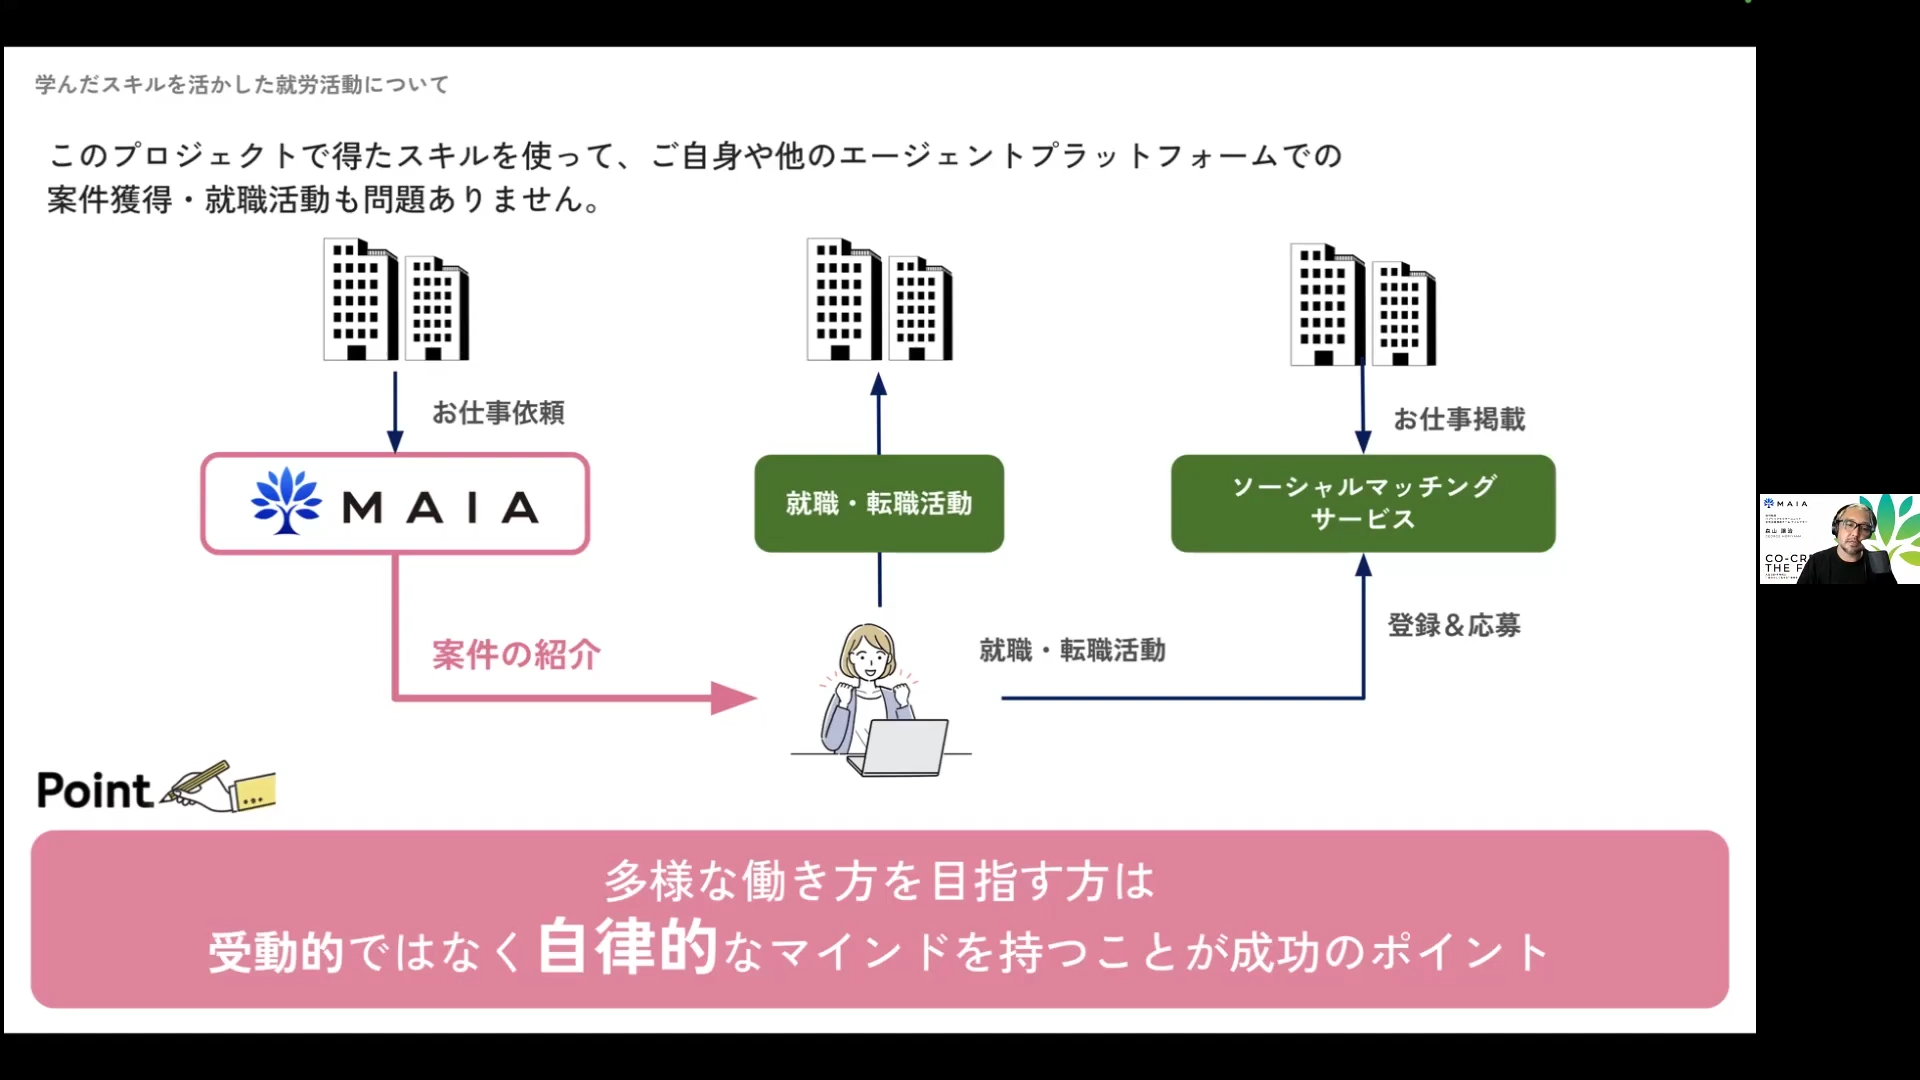 学んだスキルを活かした就労活動について
このプロジェクトで得たスキルを使って、ご自身や他のエージェントプラットフォームでの
案件獲得・就職活動も問題ありません。
お仕事依頼
お仕事掲載
MAIA
就職・転職活動
ソーシャルマッチング
サービス
案件の紹介
就職・転職活動
登録＆応募
Point
多様な働き方を目指す方は
受動的ではなく自律的なマインドを持つことが成功のポイント
MAIA
CO-CR
THE F